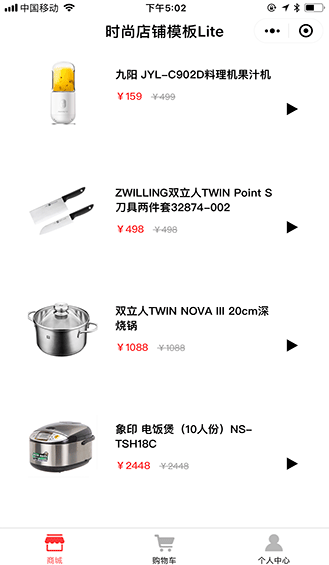 中国移动
下午5:02
时尚店铺模板Lite
九阳 JYL-C902D料理机果汁机
￥159 ￥499
ZWILLING双立人TWIN Point S
刀具两件套32874-002
￥498 ￥498
双立人TWIN NOVA III 20cm深
烧锅
￥1088 ￥1088
象印 电饭煲（10人份）NS-
TSH18C
￥2448 ￥2448
商城 购物车 个人中心